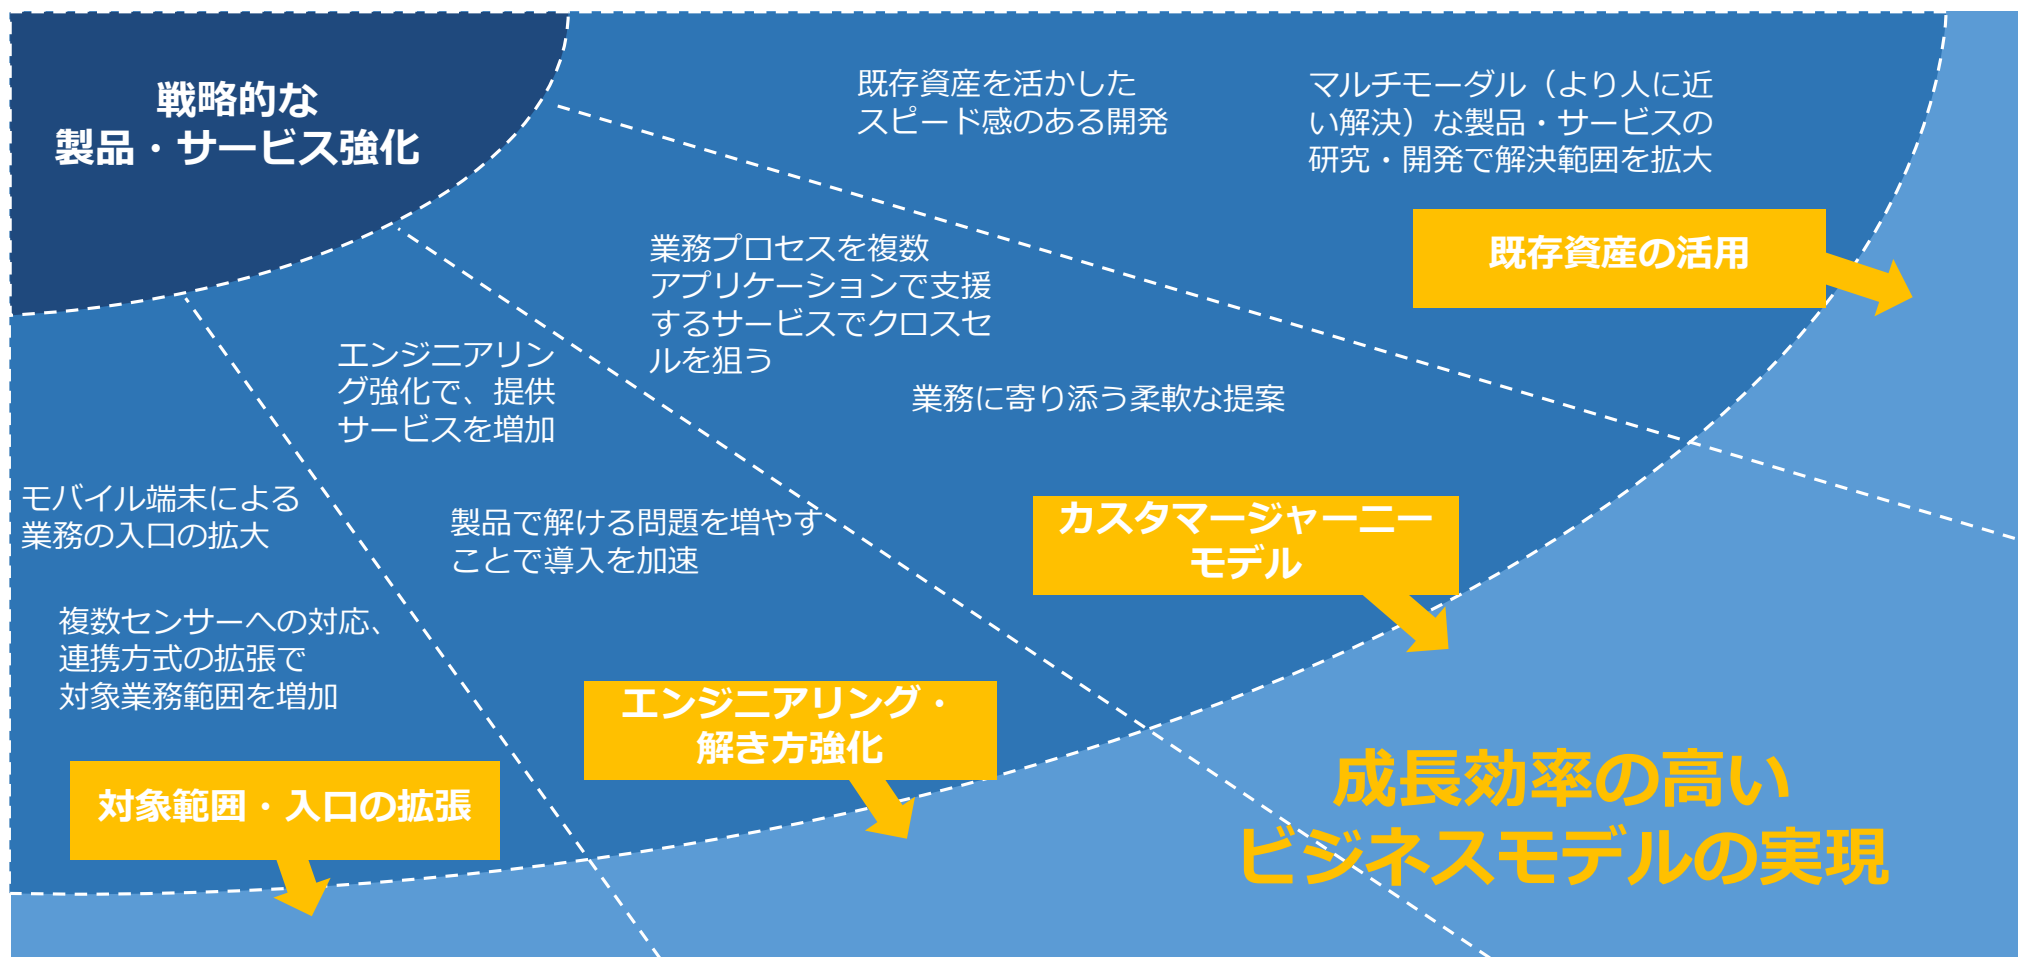 戦略的な
製品・サービス強化
既存資産を活かした
スピード感のある開発
マルチモーダル（より人に近
い解決）な製品・サービスの
研究・開発で解決範囲を拡大
既存資産の活用
業務プロセスを複数
アプリケーションで支援
するサービスでクロスセ
ルを狙う
業務に寄り添う柔軟な提案
カスタマージャーニー
モデル
エンジニアリン
グ強化で、提供
サービスを増加
製品で解ける問題を増やす
ことで導入を加速
エンジニアリング・
解き方強化
モバイル端末による
業務の入口の拡大
複数センサーへの対応、
連携方式の拡張で
対象業務範囲を増加
対象範囲・入口の拡張
成長効率の高い
ビジネスモデルの実現